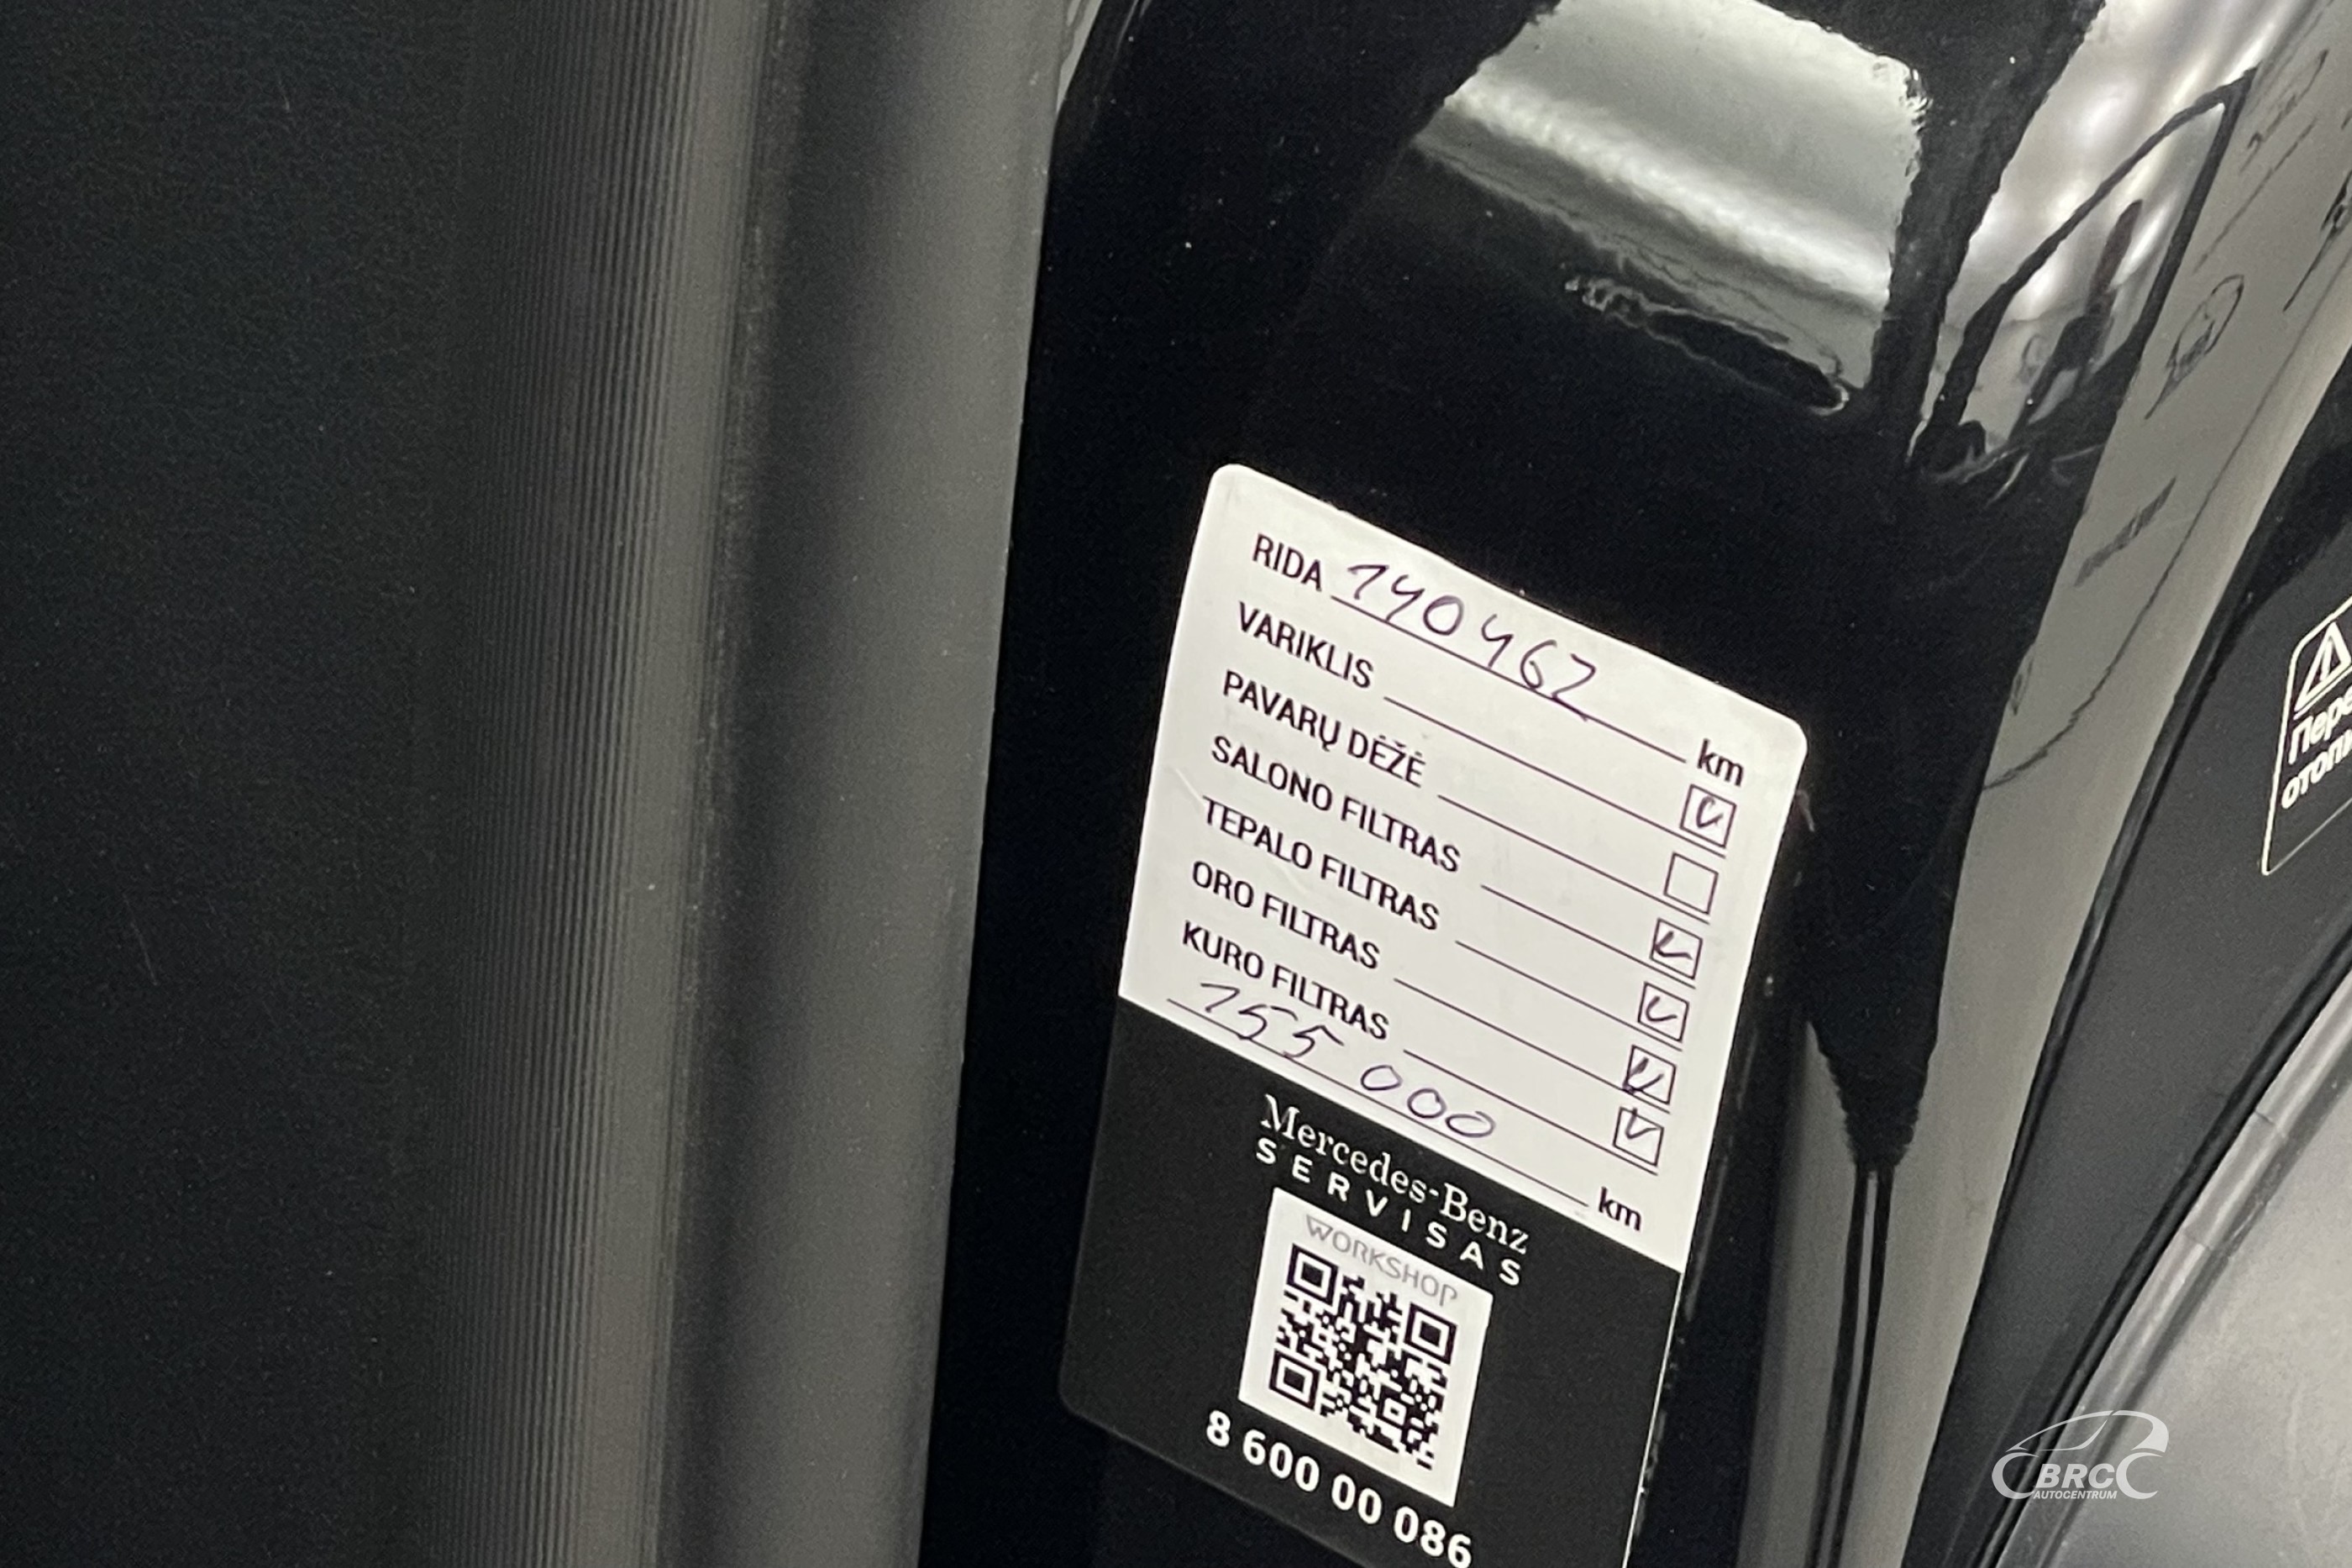 RIDA 140462 km
VARIKLIS
PAVARŲ DĖŽĖ
SALONO FILTRAS
TEPALO FILTRAS
ORO FILTRAS
KURO FILTRAS
155 000 km
Mercedes-Benz
SERVISAS
WORKSHOP
8 600 00 086
BRC
AUTOCENTRUM